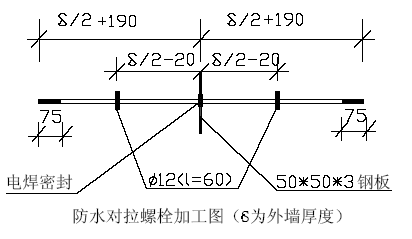 δ/2+190 δ/2+190
δ/2-20 δ/2-20
75 75
电焊密封 φ12(l=60) 50*50*3钢板
防水对拉螺栓加工图（δ为外墙厚度）